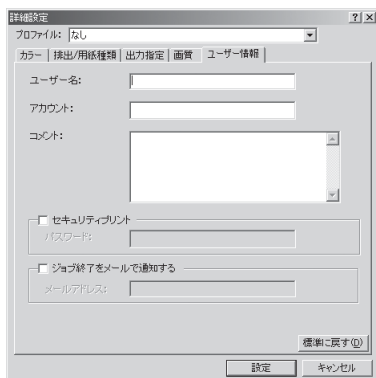 詳細設定
プロファイル: なし
カラー 排出/用紙種類 出力指定 画質 ユーザー情報
ユーザー名:
アカウント:
コメント:
セキュリティプリント
パスワード:
ジョブ終了をメールで通知する
メールアドレス:
標準に戻す(D)
設定 キャンセル